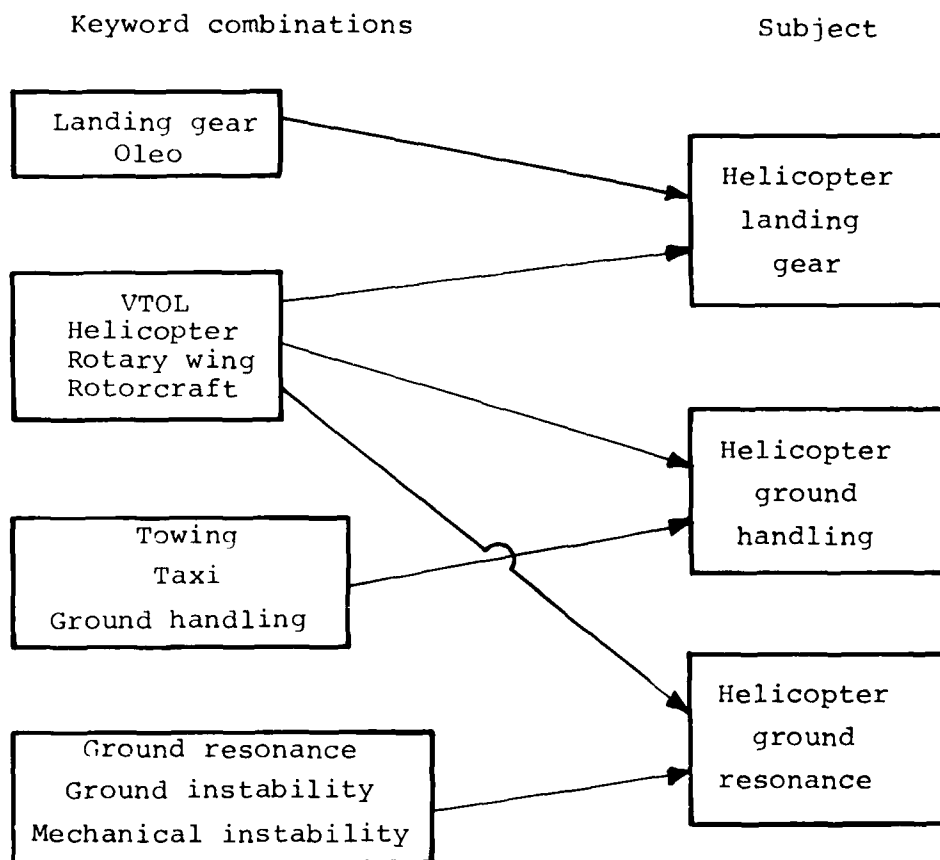 Keyword combinations
Subject
Landing gear
Oleo
VTOL
Helicopter
Rotary wing
Rotorcraft
Towing
Taxi
Ground handling
Ground resonance
Ground instability
Mechanical instability
Helicopter
landing
gear
Helicopter
ground
handling
Helicopter
ground
resonance